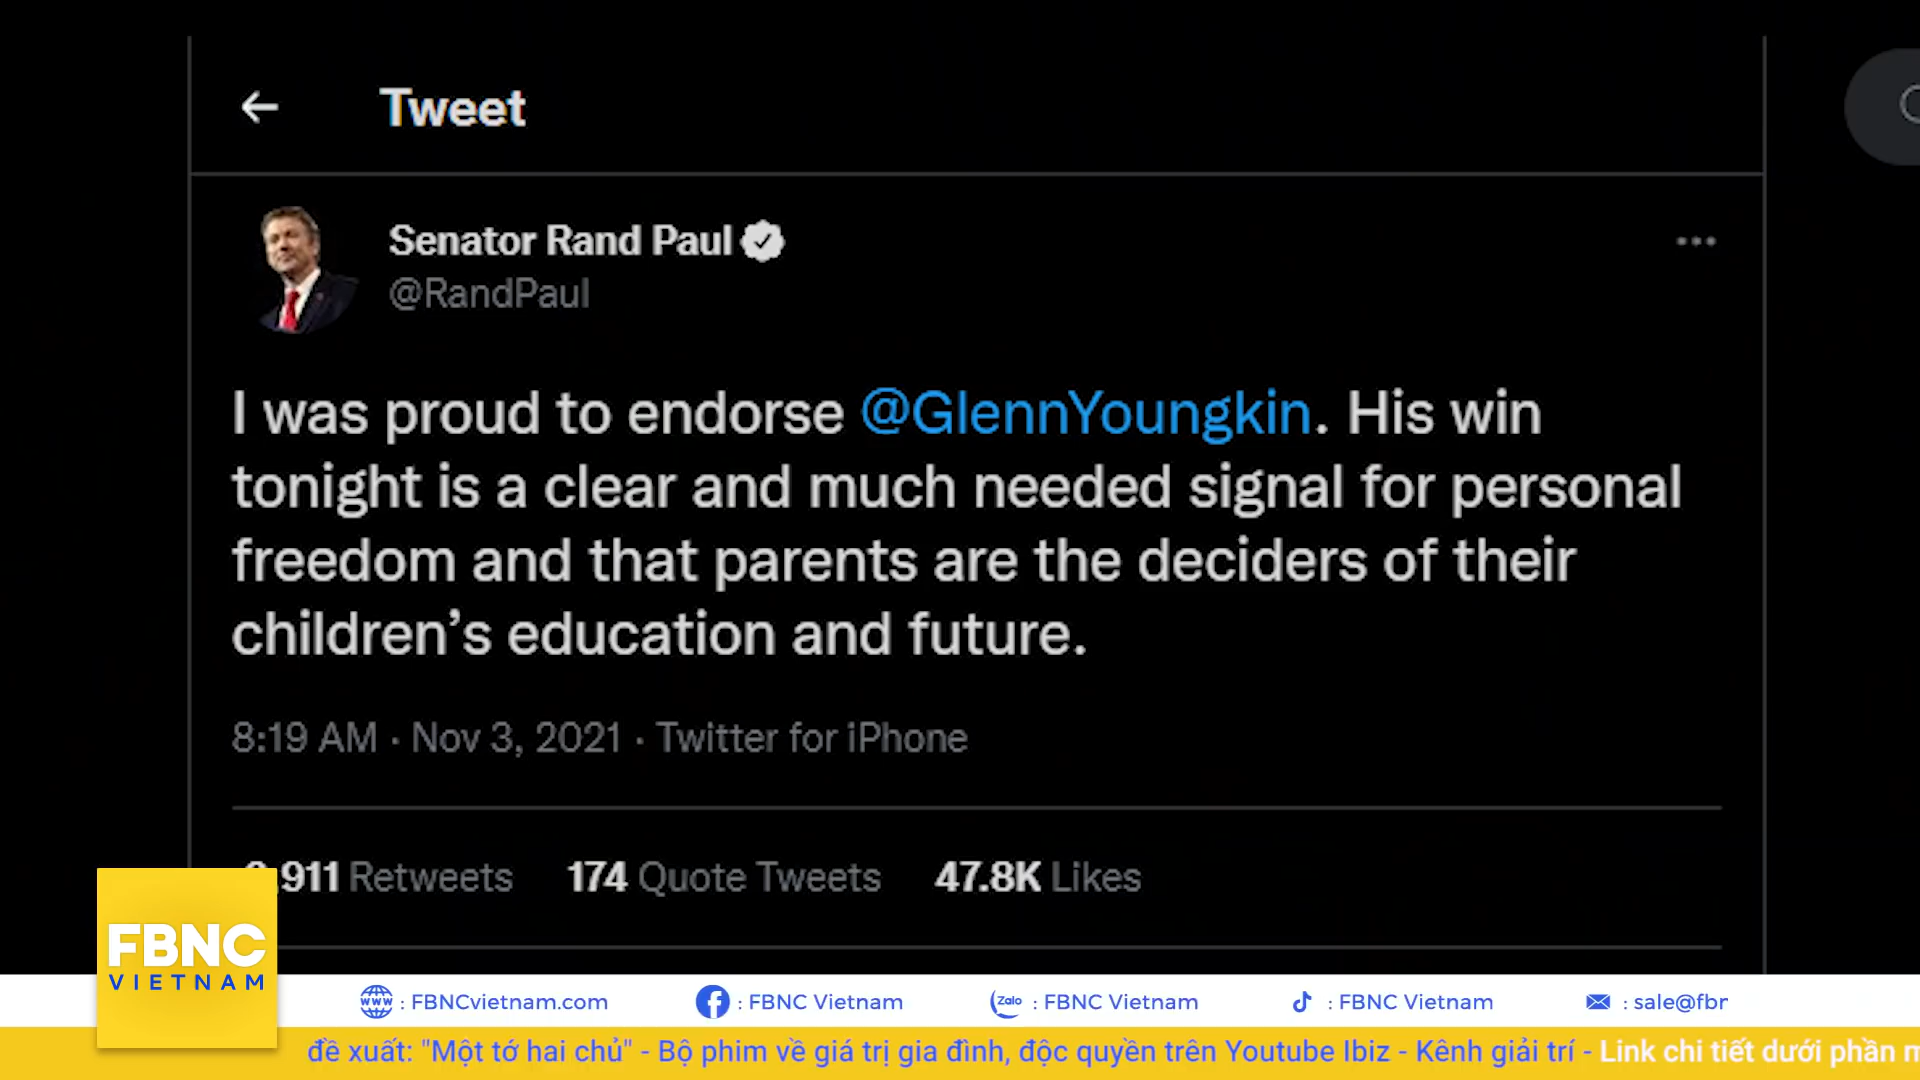 Tweet
Senator Rand Paul
@RandPaul
I was proud to endorse @GlennYoungkin. His win
tonight is a clear and much needed signal for personal
freedom and that parents are the deciders of their
children’s education and future.
8:19 AM · Nov 3, 2021 · Twitter for iPhone
,911 Retweets 174 Quote Tweets 47.8K Likes
FBNC
VIETNAM
www : FBNCvietnam.com : FBNC Vietnam Zalo : FBNC Vietnam : FBNC Vietnam : sale@fbn
đề xuất: "Một tớ hai chủ" - Bộ phim về giá trị gia đình, độc quyền trên Youtube Ibiz - Kênh giải trí - Link chi tiết dưới phần